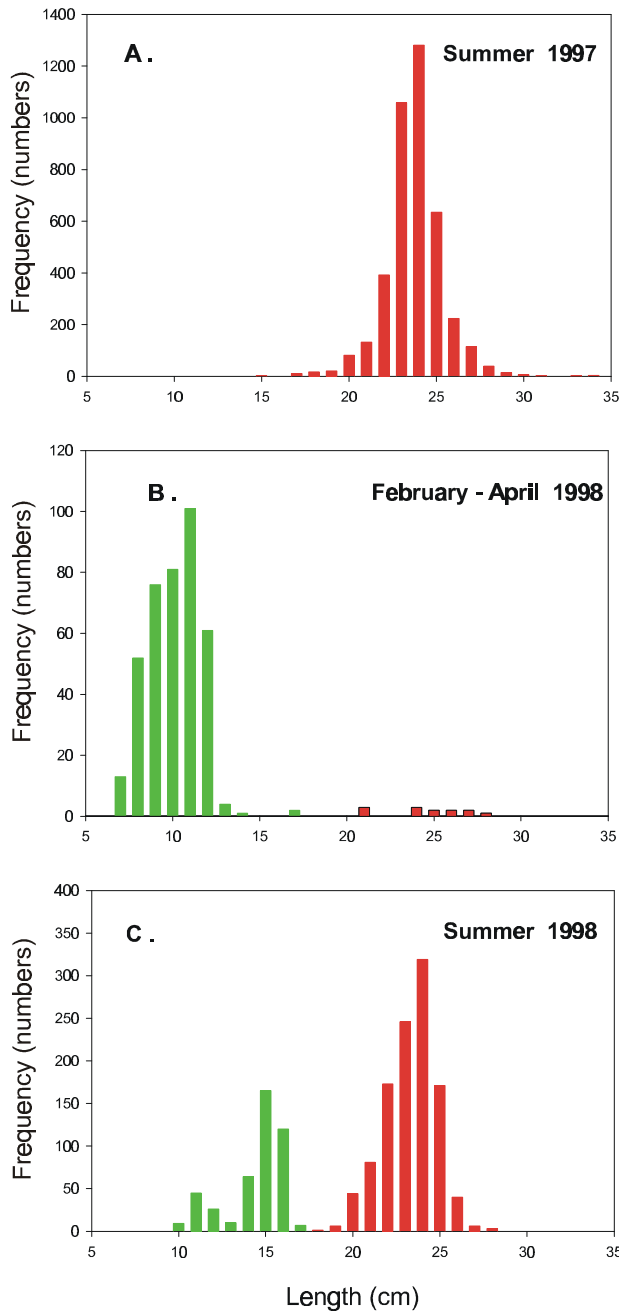 1400
A .
Summer 1997
1200
1000
800
600
400
200
0
5 10 15 20 25 30 35
Frequency (numbers)
120
B .
February - April 1998
100
80
60
40
20
0
5 10 15 20 25 30 35
Frequency (numbers)
400
C .
Summer 1998
350
300
250
200
150
100
50
0
5 10 15 20 25 30 35
Frequency (numbers)
Length (cm)